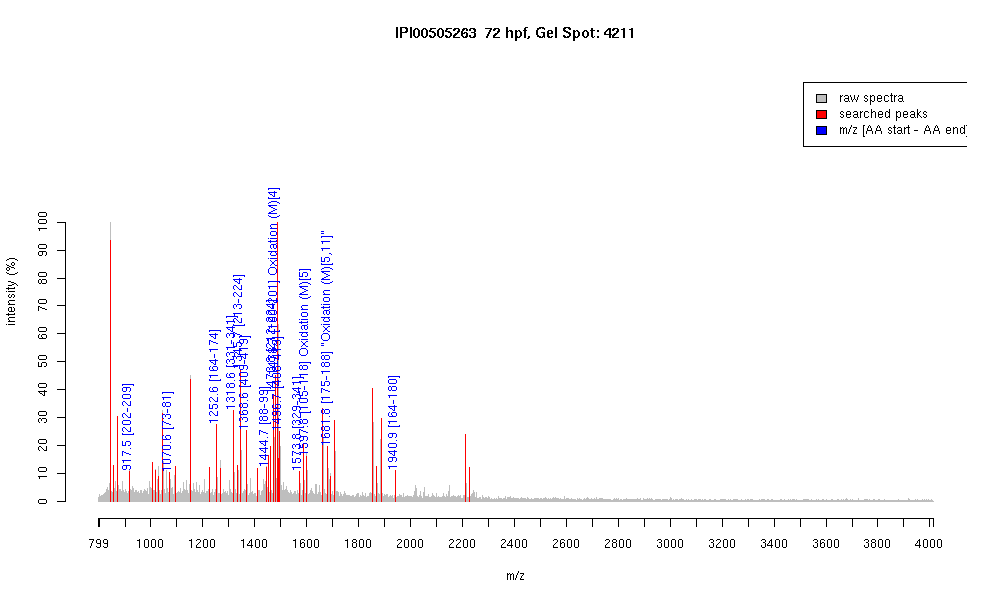 IPI00505263 72 hpf, Gel Spot: 4211
raw spectra
searched peaks
m/z [AA start - AA end]
intensity (%)
100
90
80
70
60
50
40
30
20
10
0
917.5 [202-209]
1070.6 [73-81]
1252.6 [164-174]
1318.6 [331-341]
[213-224]
1366.6 [409-419]
1444.7 [88-99]
Oxidation (M)[4]
1573.8 [329-341]
1597.8 [105-118] Oxidation (M)[5]
1681.8 [175-188] "Oxidation (M)[5,11]"
1940.9 [164-180]
799 1000 1200 1400 1600 1800 2000 2200 2400 2600 2800 3000 3200 3400 3600 3800 4000
m/z